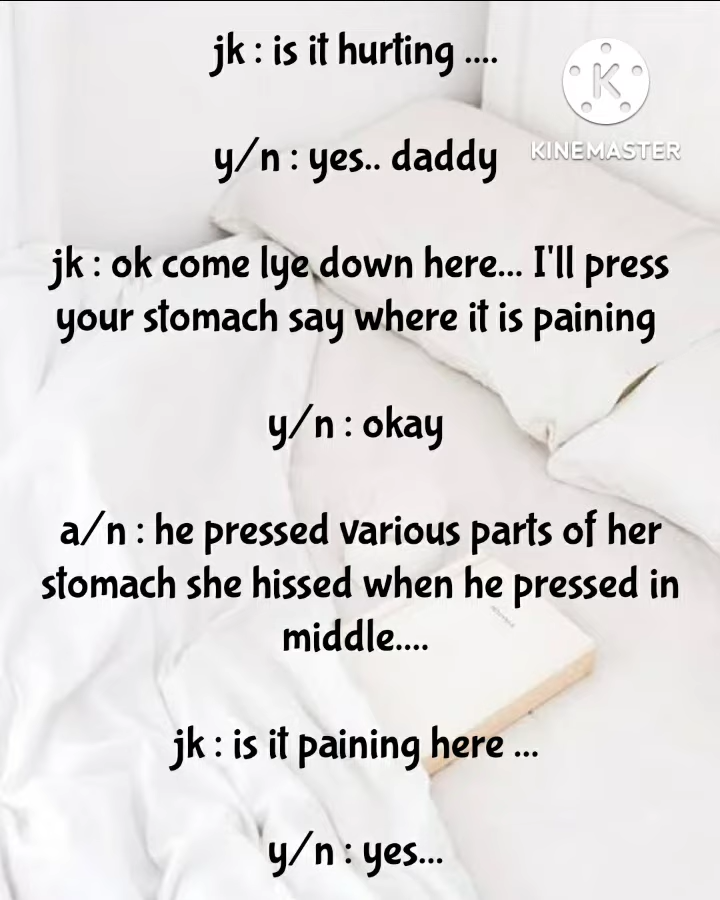 jk : is it hurting ....
KINEMASTER
y/n : yes.. daddy
jk : ok come lye down here... I'll press
your stomach say where it is paining
y/n : okay
a/n : he pressed various parts of her
stomach she hissed when he pressed in
middle....
jk : is it paining here ...
y/n : yes...